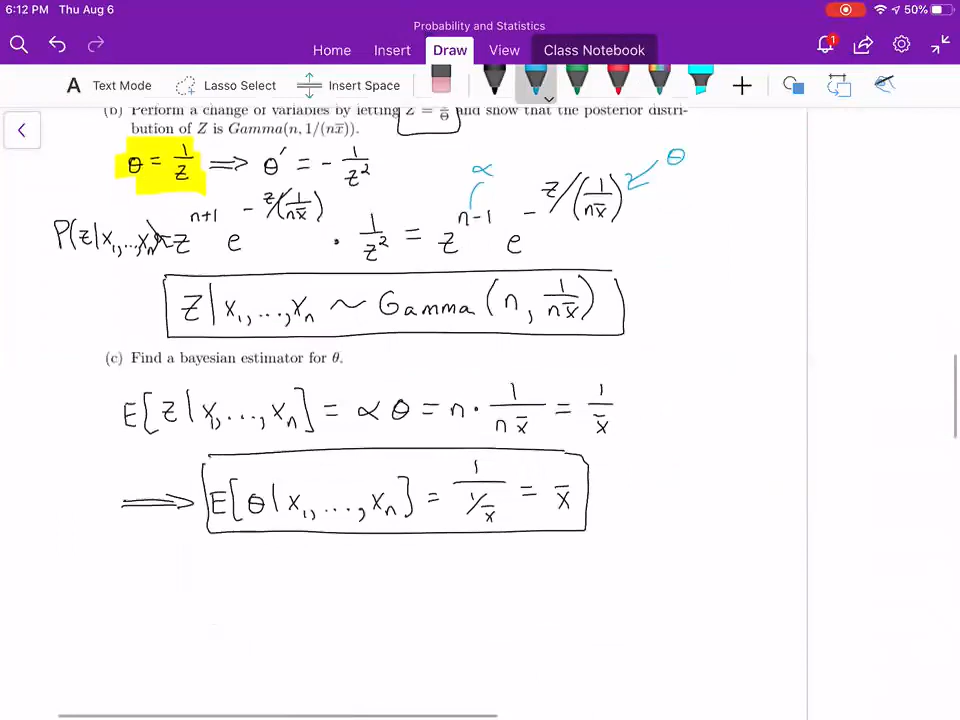 6:12 PM Thu Aug 6
50%
Probability and Statistics
Home Insert Draw View Class Notebook
1
Text Mode Lasso Select Insert Space
(b) Perform a change of variables by letting Z = 1/Θ and show that the posterior distri-
bution of Z is Gamma(n, 1/(nx̄)).
θ = 1/z ⟹ θ' = - 1/z²
α θ
P(z|x₁,...,xₙ) ∝ z^(n+1) e^(-z/(1/(nx̄))) · 1/z² = z^(n-1) e^(-z/(1/(nx̄)))
Z|x₁,...,xₙ ~ Gamma(n, 1/(nx̄))
(c) Find a bayesian estimator for θ.
E[Z|x₁,...,xₙ] = αθ = n · 1/(nx̄) = 1/x̄
⟹ E[θ|x₁,...,xₙ] = 1/(1/x̄) = x̄